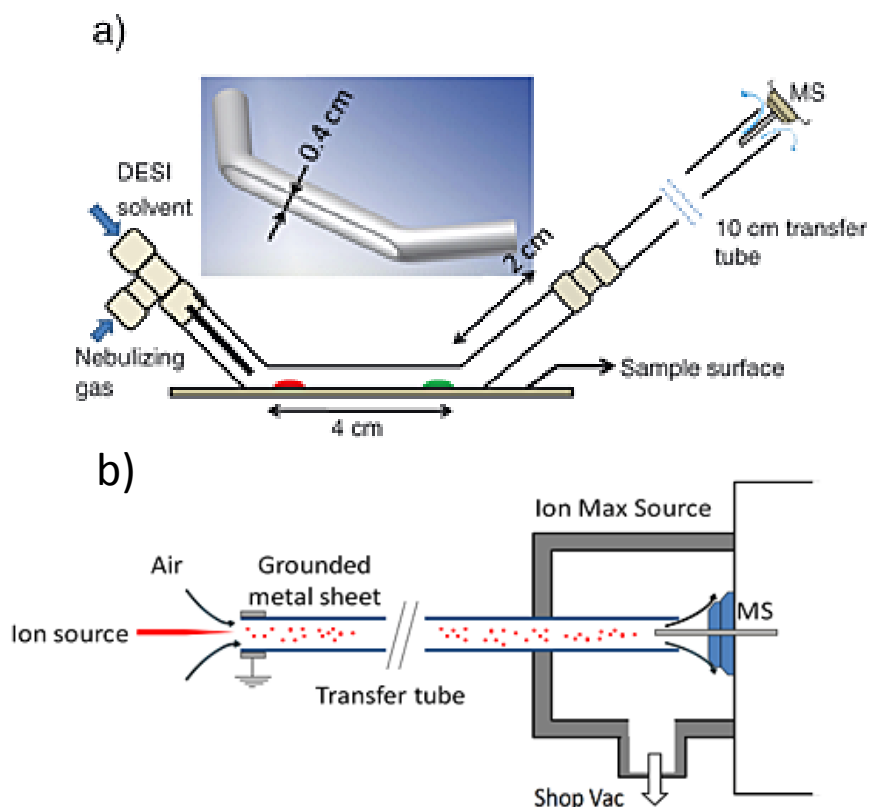 a)
0.4 cm
MS
DESI
solvent
2 cm
10 cm transfer
tube
Nebulizing
gas
Sample surface
4 cm
b)
Ion Max Source
Air
Grounded
metal sheet
MS
Ion source
Transfer tube
Shop Vac